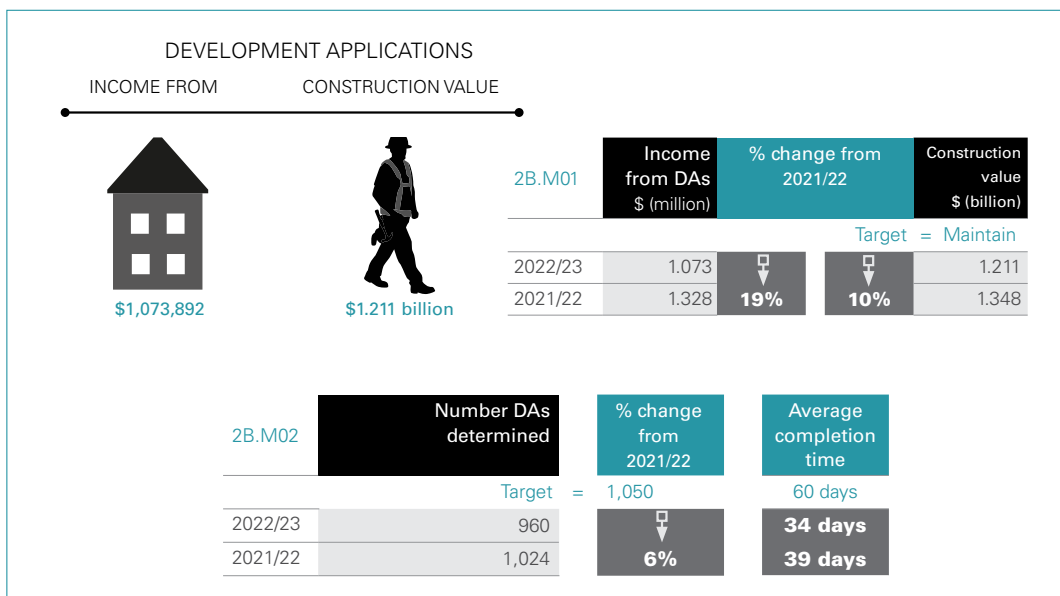 DEVELOPMENT APPLICATIONS
INCOME FROM
CONSTRUCTION VALUE
$1,073,892
$1.211 billion
2B.M01
Income
from DAs
$ (million)
% change from
2021/22
Construction
value
$ (billion)
Target = Maintain
2022/23 1.073 1.211
2021/22 1.328 19% 10% 1.348
2B.M02
Number DAs
determined
% change
from
2021/22
Average
completion
time
Target = 1,050 60 days
2022/23 960 34 days
2021/22 1,024 6% 39 days